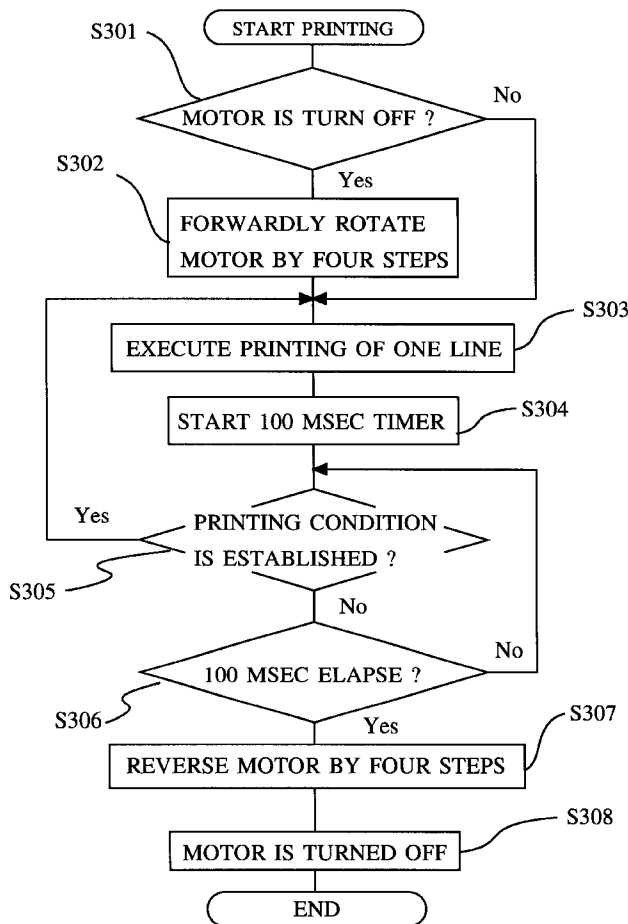 START PRINTING
S301
MOTOR IS TURN OFF ?
No
S302
Yes
FORWARDLY ROTATE
MOTOR BY FOUR STEPS
S303
EXECUTE PRINTING OF ONE LINE
S304
START 100 MSEC TIMER
Yes
PRINTING CONDITION
IS ESTABLISHED ?
S305
No
No
100 MSEC ELAPSE ?
S306
Yes
S307
REVERSE MOTOR BY FOUR STEPS
S308
MOTOR IS TURNED OFF
END